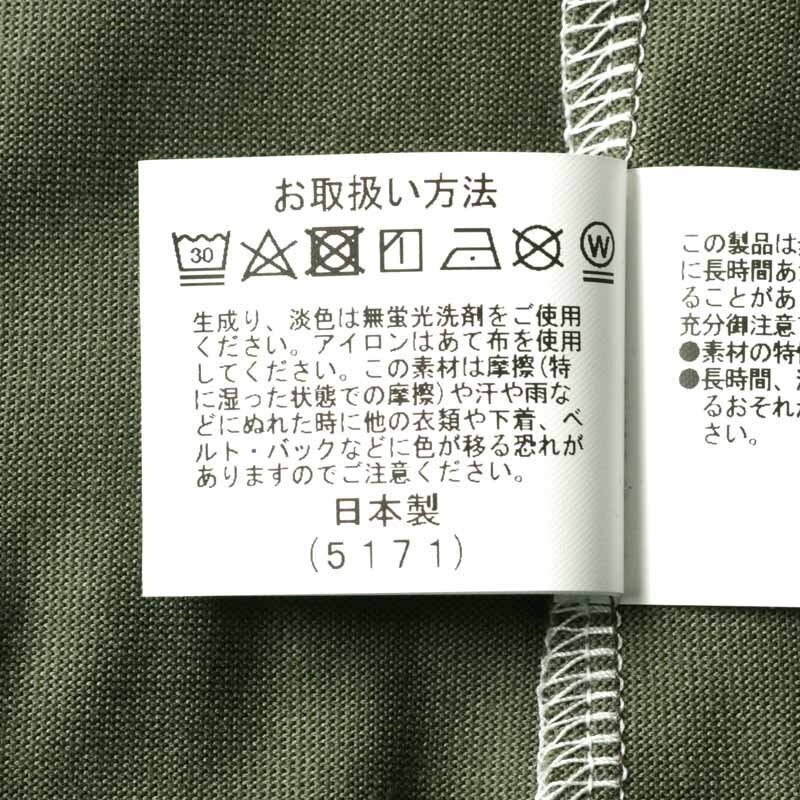 お取扱い方法
30 W
生成り、淡色は無蛍光洗剤をご使用
ください。アイロンはあて布を使用
してください。この素材は摩擦(特
に湿った状態での摩擦)や汗や雨な
どにぬれた時に他の衣類や下着、ベ
ルト・バックなどに色が移る恐れが
ありますのでご注意ください。
日本製
(5171)
この製品は
に長時間あ
ることがあ
充分御注意
●素材の特
●長時間、
るおそれ
さい。